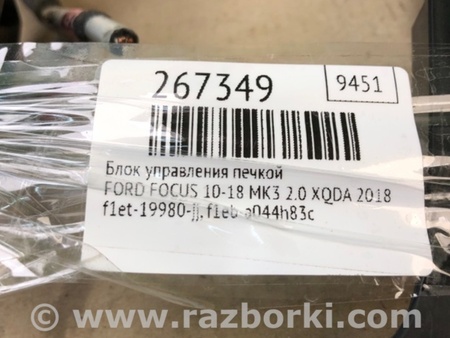 267349
9451
Блок управления печкой
FORD FOCUS 10-18 MK3 2.0 XQDA 2018
f1et-19980-jj.f1eb-a044h83c
© www.razborki.com/